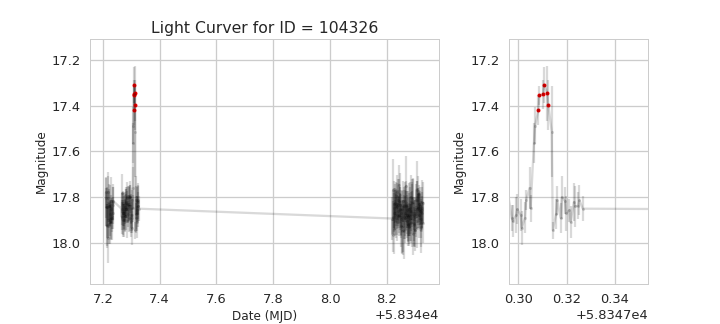 Light Curver for ID = 104326
17.2
17.4
17.6
17.8
18.0
Magnitude
7.2 7.4 7.6 7.8 8.0 8.2
Date (MJD) +5.834e4
17.2
17.4
17.6
17.8
18.0
Magnitude
0.30 0.32 0.34
+5.8347e4